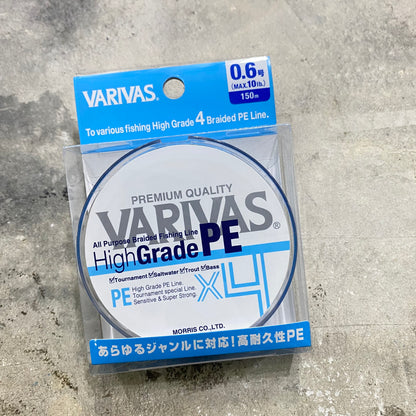 VARIVAS®
0.6号
(MAX.10lb.)
150m
To various fishing High Grade 4 Braided PE Line.
PREMIUM QUALITY
VARIVAS®
All Purpose Braided Fishing Line
HighGradePE
☑Tournament ☑Saltwater ☑Trout ☑Bass
PE High Grade PE Line.
Tournament special Line.
Sensitive & Super Strong.
X4
MORRIS CO.,LTD.
あらゆるジャンルに対応!高耐久性PE